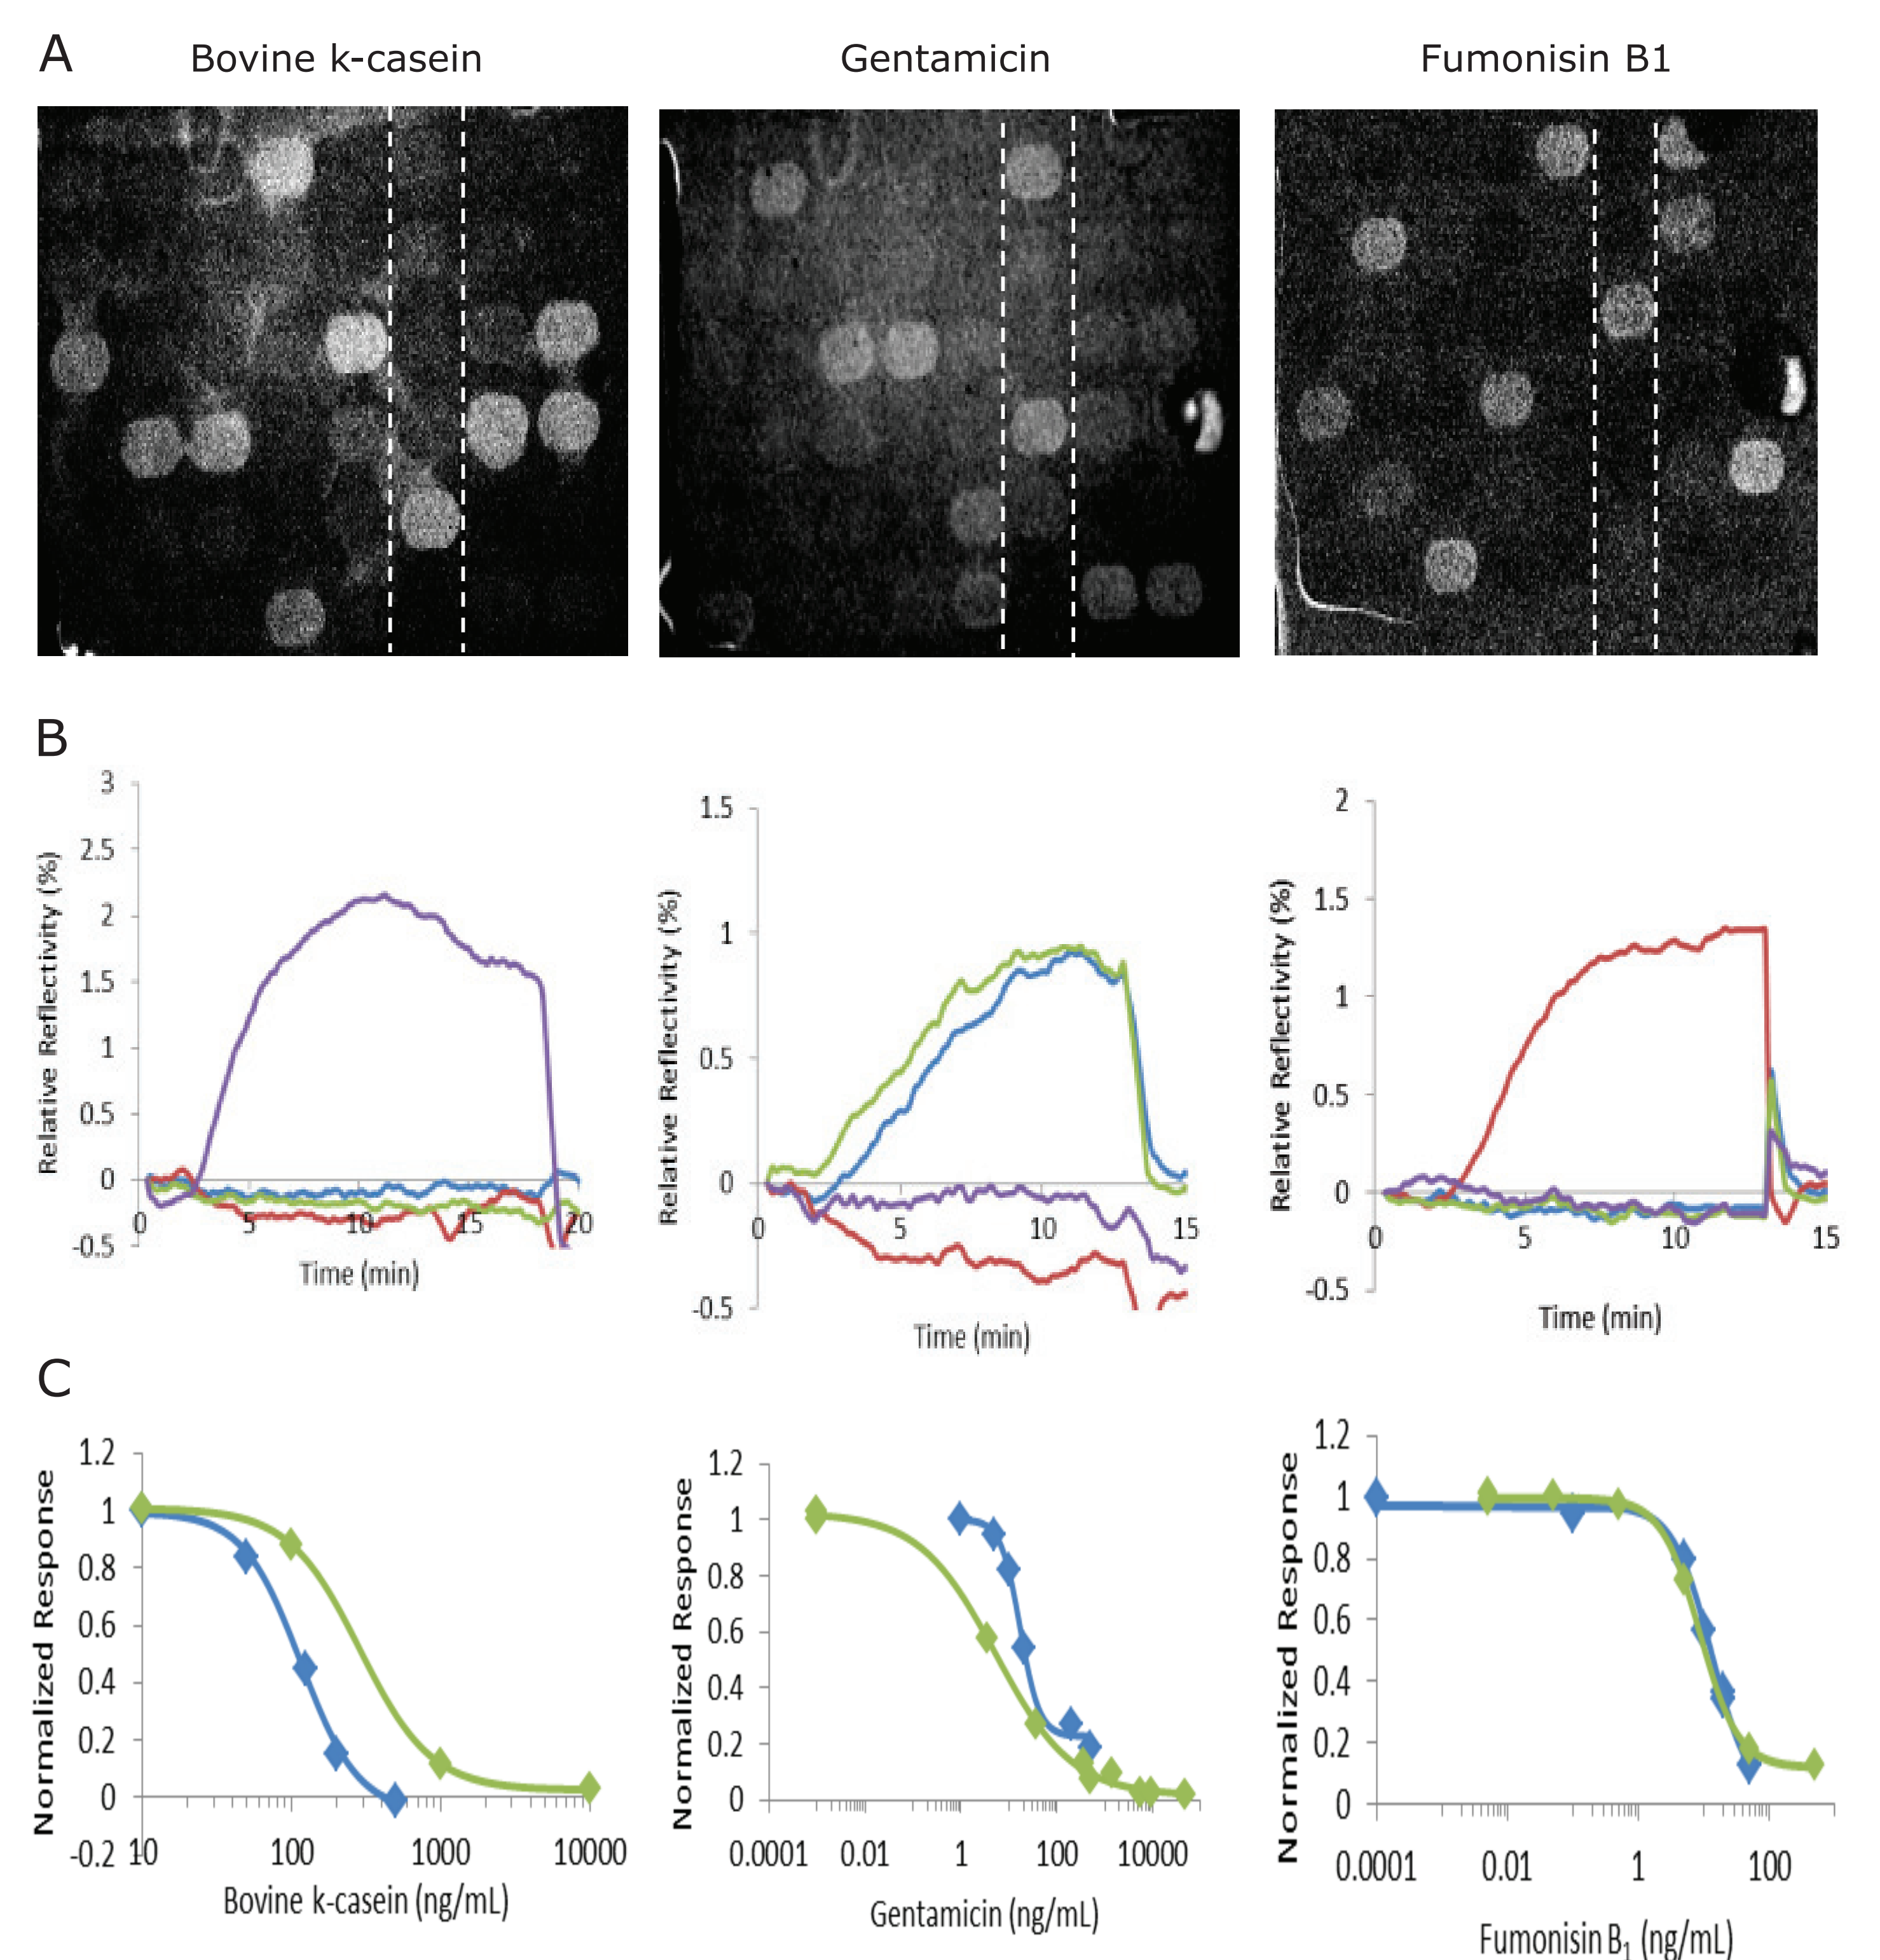 A
Bovine k-casein Gentamicin Fumonisin B1
B
Relative Reflectivity (%)
3
2.5
2
1.5
1
0.5
0
-0.5
0 5 10 15 20
Time (min)
Relative Reflectivity (%)
1.5
1
0.5
0
-0.5
0 5 10 15
Time (min)
Relative Reflectivity (%)
2
1.5
1
0.5
0
-0.5
0 5 10 15
Time (min)
C
Normalized Response
1.2
1
0.8
0.6
0.4
0.2
0
-0.2
10 100 1000 10000
Bovine k-casein (ng/mL)
Normalized Response
1.2
1
0.8
0.6
0.4
0.2
0
0.0001 0.01 1 100 10000
Gentamicin (ng/mL)
Normalized Response
1.2
1
0.8
0.6
0.4
0.2
0
0.0001 0.01 1 100
Fumonisin B₁ (ng/mL)